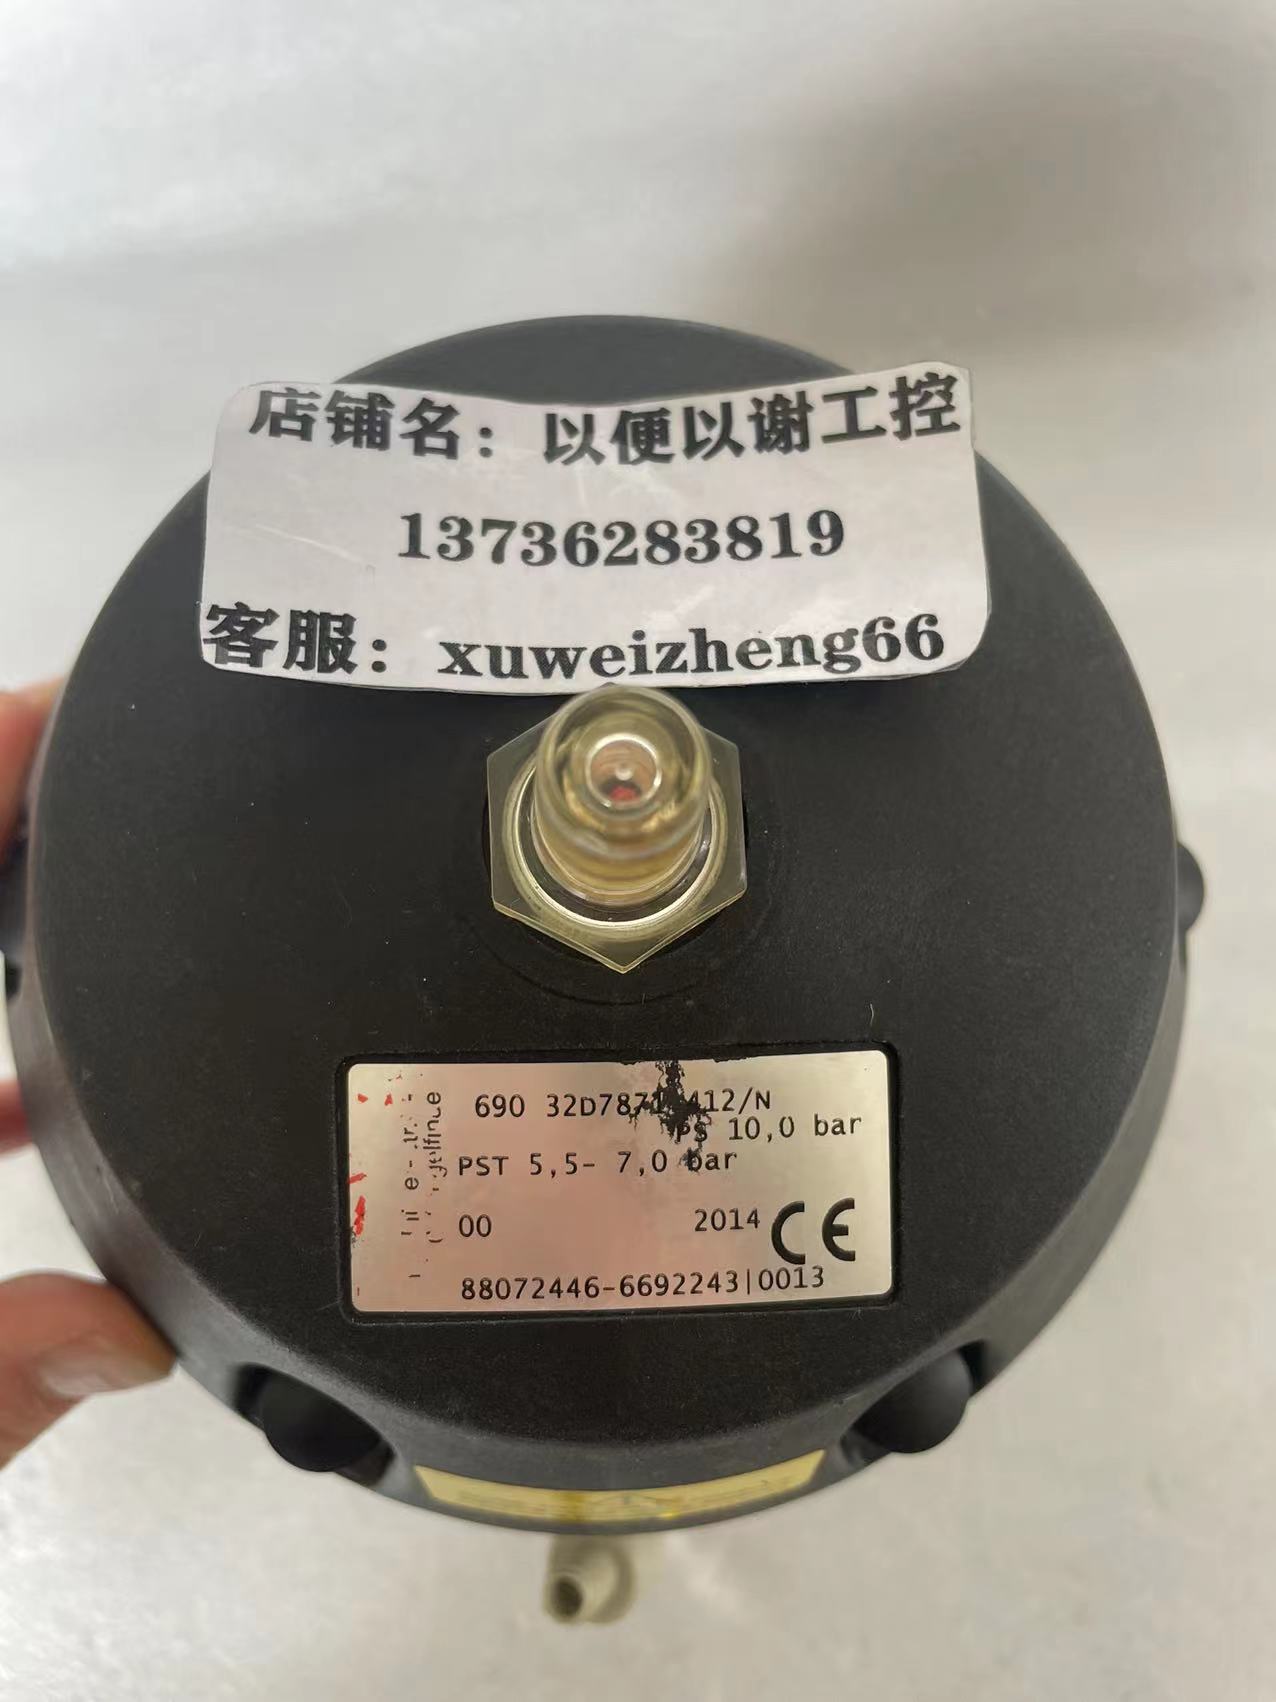 店铺名：以便以谢工控
13736283819
客服：xuweizheng66
690 32D787 412/N
PS 10,0 bar
PST 5,5- 7,0 bar
00
2014 CE
88072446-6692243|0013